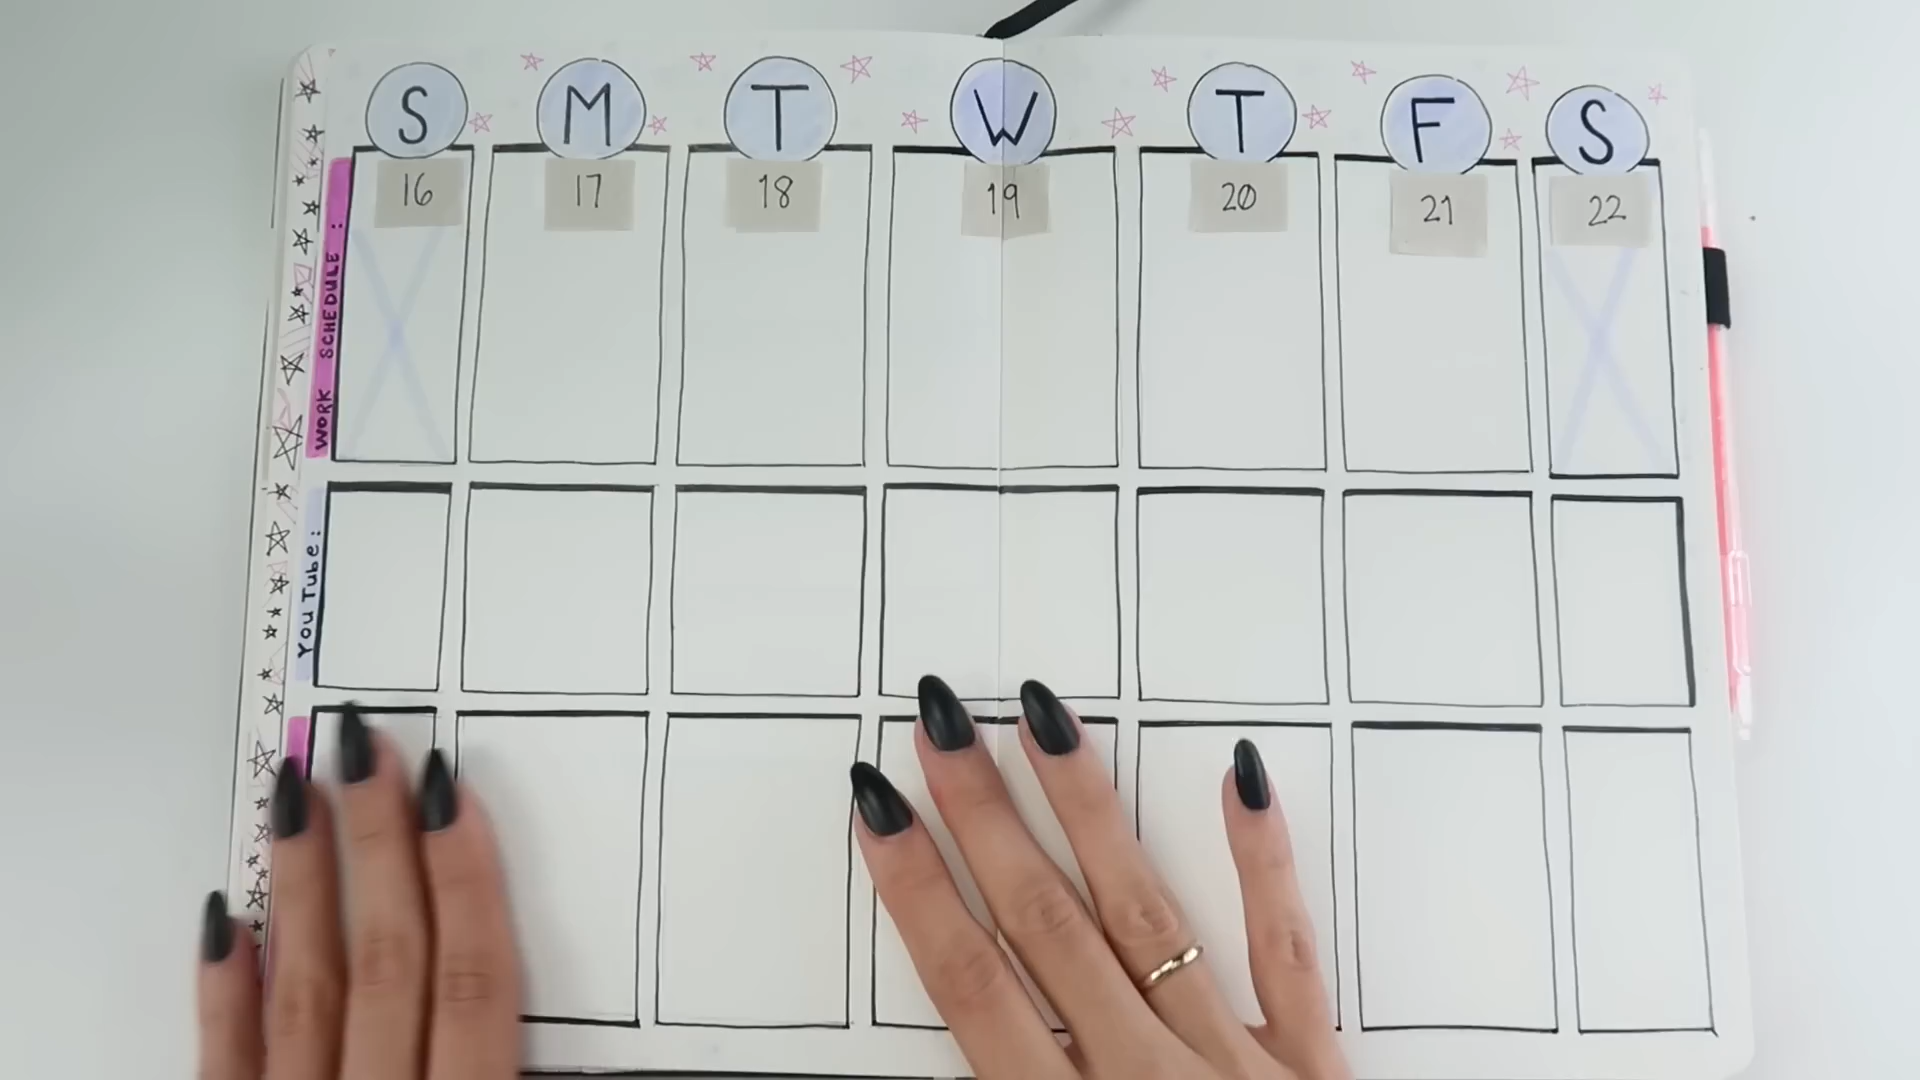 S M T W T F S
16 17 18 19 20 21 22
WORK SCHEDULE :
YouTube :